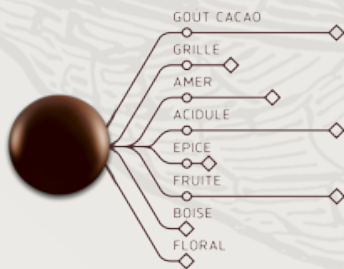 GOUT CACAO
GRILLE
AMER
ACIDULE
EPICE
FRUITE
BOISE
FLORAL